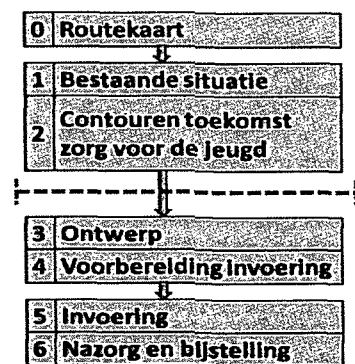 0 Routekaart
1 Bestaande situatie
2 Contouren toekomst
zorg voor de jeugd
3 Ontwerp
4 Voorbereiding invoering
5 Invoering
6 Nazorg en bijstelling